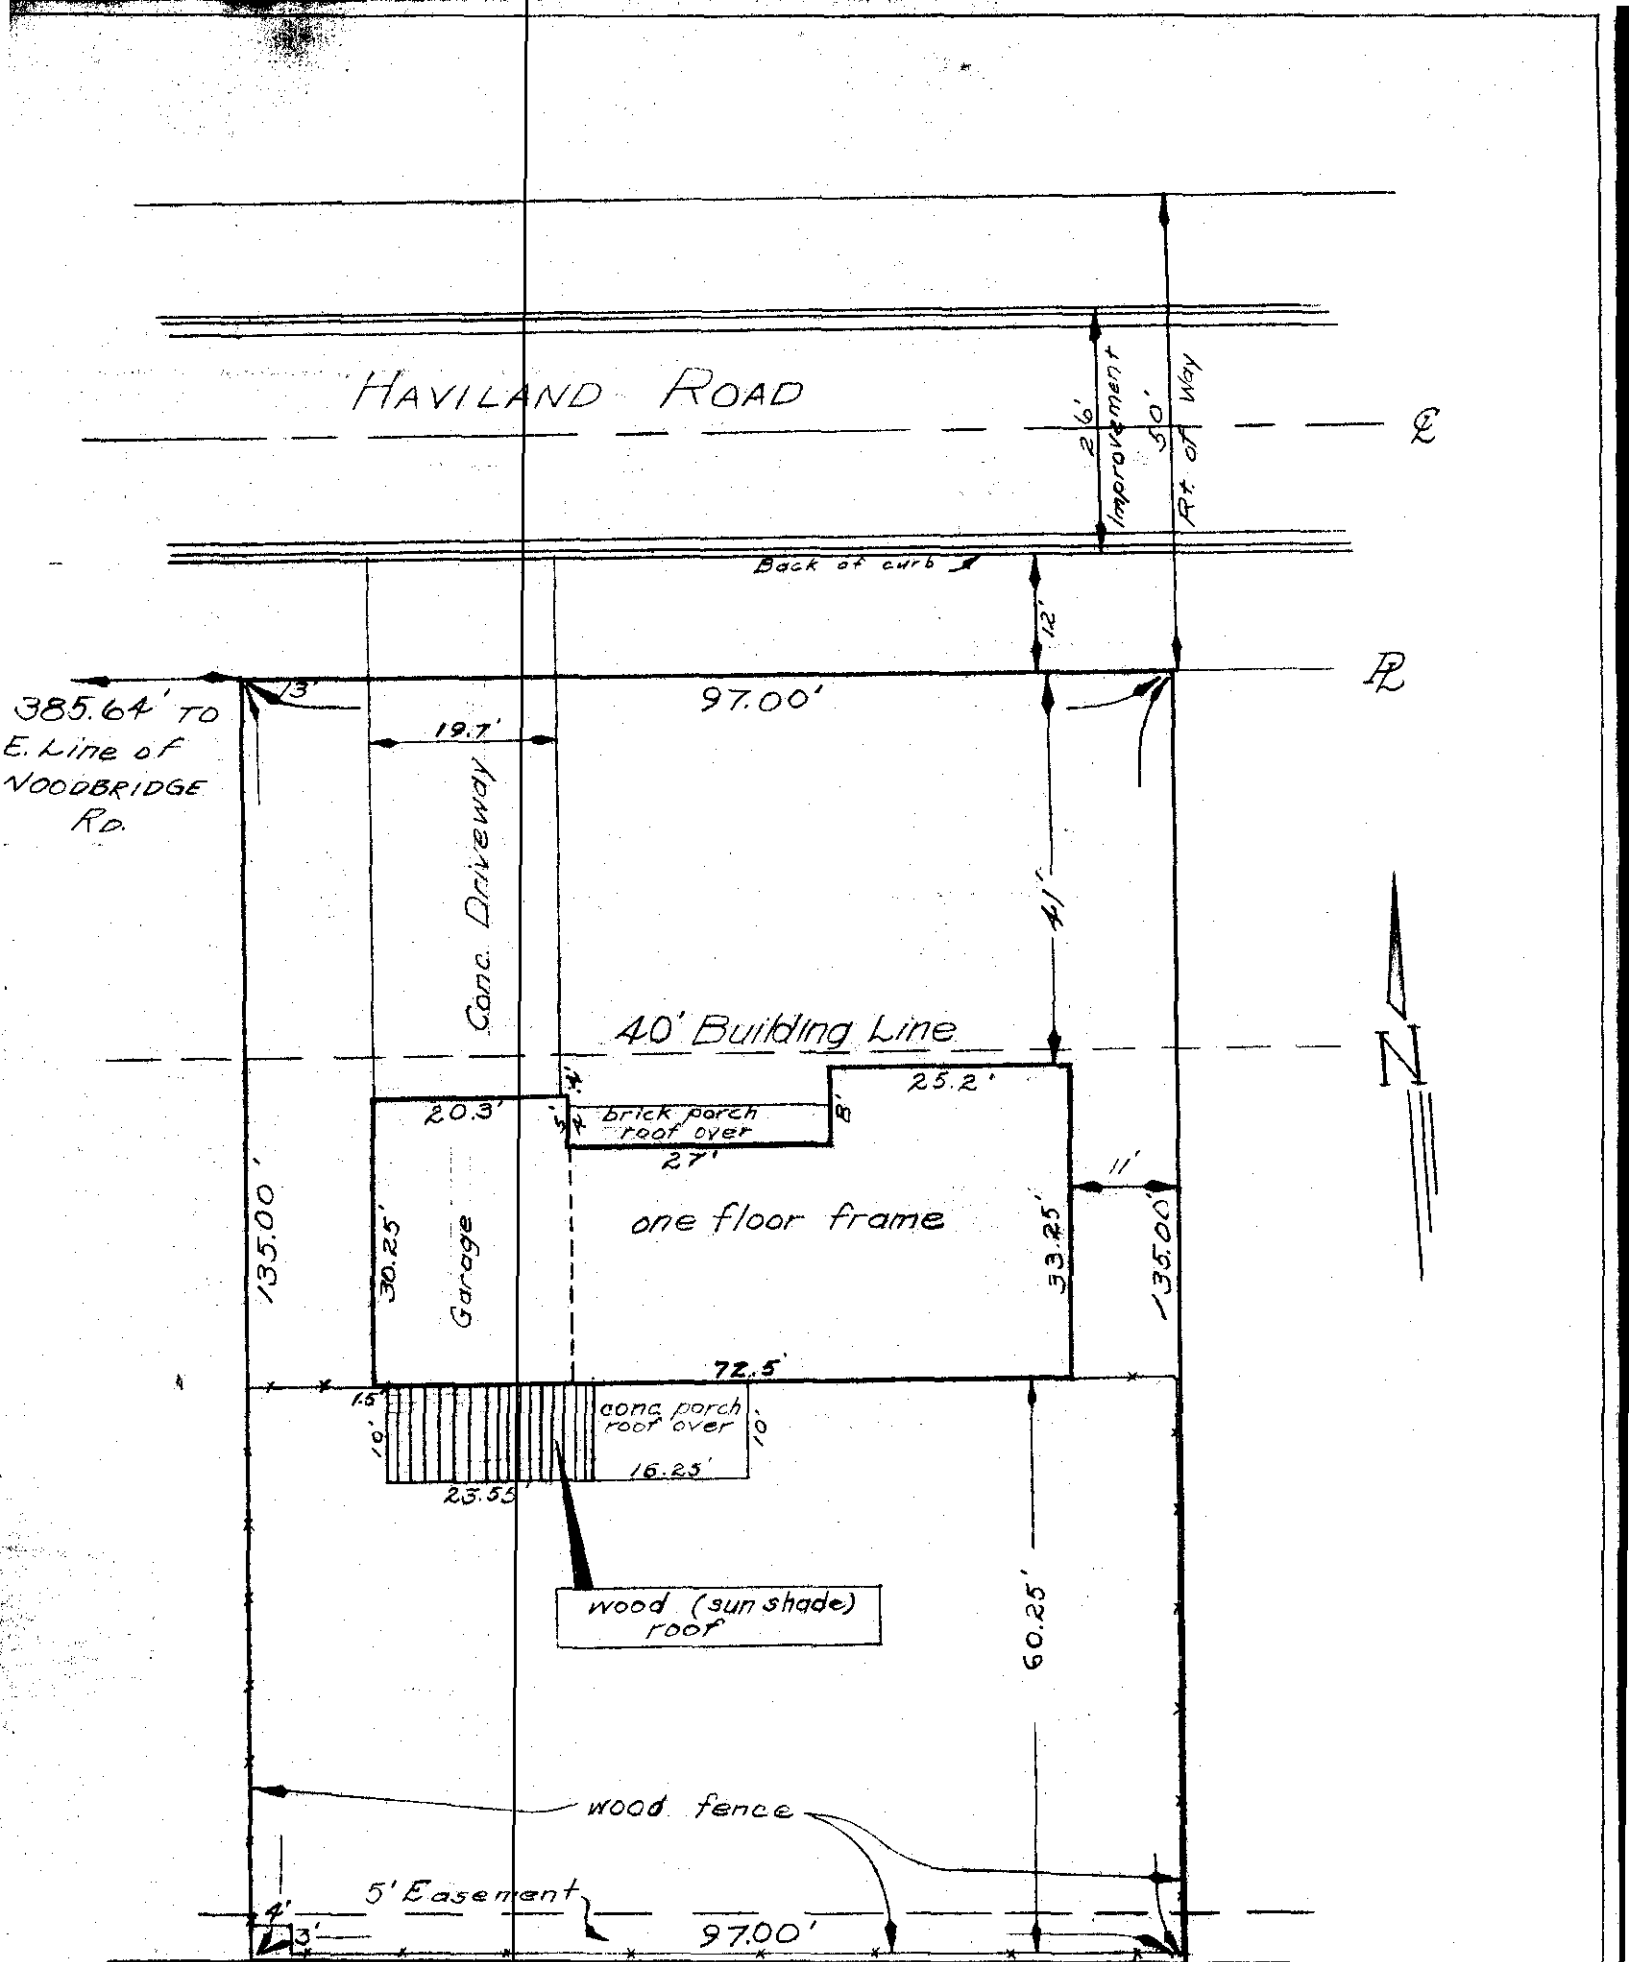 HAVILAND ROAD
26'
Improvement
50'
Rt. of Way
℄
Back of curb
12'
PL
385.64' TO
E. Line of
WOODBRIDGE
RD.
13'
97.00'
19.7'
Conc. Driveway
41'
N
40' Building Line
25.2'
20.3'
.4'
5'
4'
brick porch
roof over
8'
27'
11'
135.00'
30.25'
Garage
one floor frame
33.25'
135.00'
72.5'
1.5'
10'
conc porch
roof over
10'
16.25'
23.55'
wood (sun shade)
roof
60.25'
wood fence
5' Easement
4'
3'
97.00'